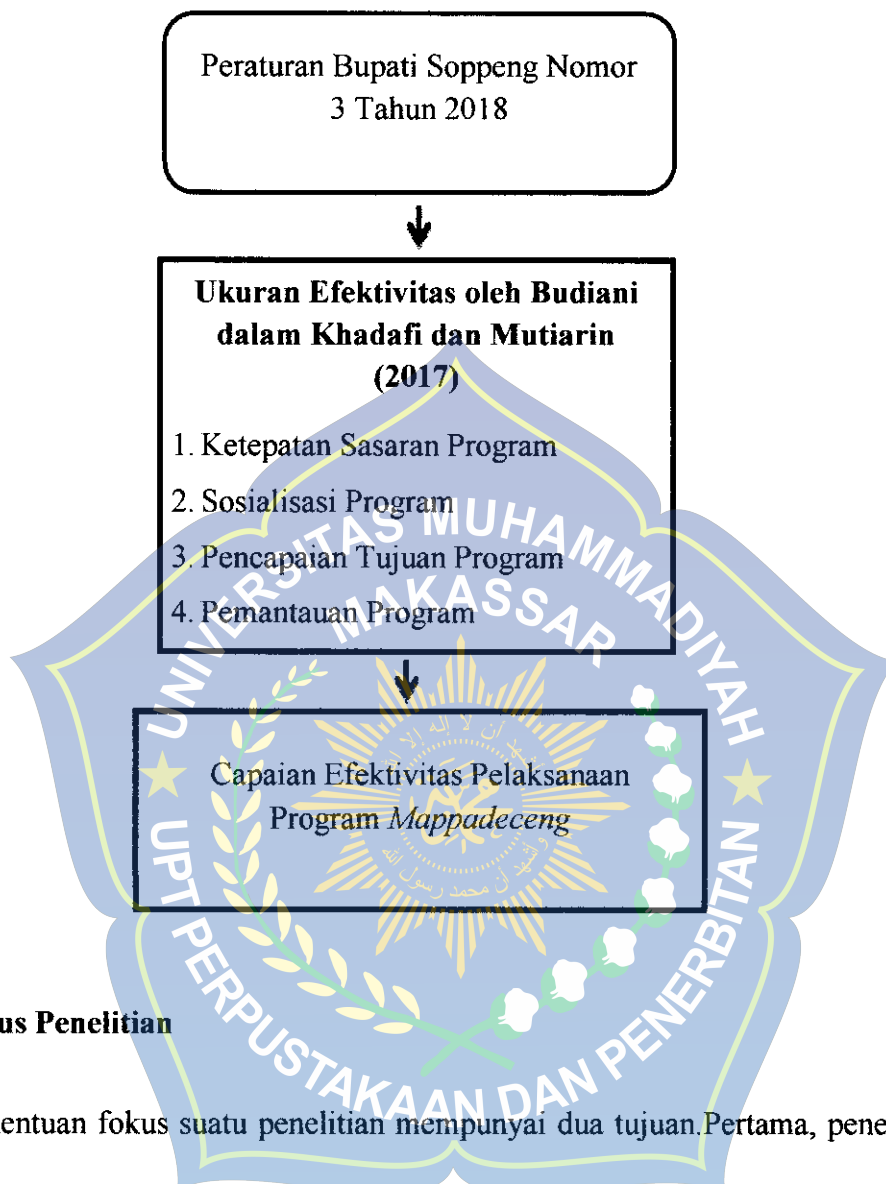 Peraturan Bupati Soppeng Nomor
3 Tahun 2018
Ukuran Efektivitas oleh Budiani
dalam Khadafi dan Mutiarin
(2017)
1. Ketepatan Sasaran Program
2. Sosialisasi Program
3. Pencapaian Tujuan Program
4. Pemantauan Program
Capaian Efektivitas Pelaksanaan
Program Mappadeceng
UNIVERSITAS MUHAMMADIYAH
MAKASSAR
UPT PERPUSTAKAAN DAN PENERBITAN
us Penelitian
entuan fokus suatu penelitian mempunyai dua tujuan.Pertama, pene